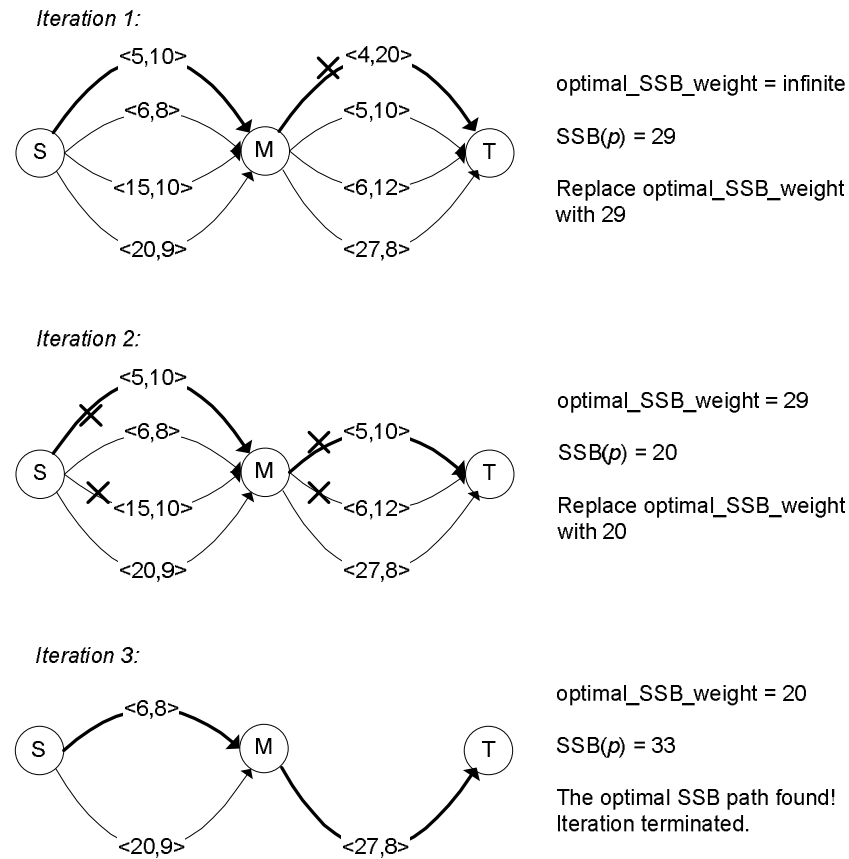 Iteration 1:
<5,10>
<4,20>
<6,8>
<5,10>
S
M
T
<15,10>
<6,12>
<20,9>
<27,8>
optimal_SSB_weight = infinite
SSB(p) = 29
Replace optimal_SSB_weight
with 29
Iteration 2:
<5,10>
<6,8>
<5,10>
S
M
T
<15,10>
<6,12>
<20,9>
<27,8>
optimal_SSB_weight = 29
SSB(p) = 20
Replace optimal_SSB_weight
with 20
Iteration 3:
<6,8>
S
M
T
<20,9>
<27,8>
optimal_SSB_weight = 20
SSB(p) = 33
The optimal SSB path found!
Iteration terminated.